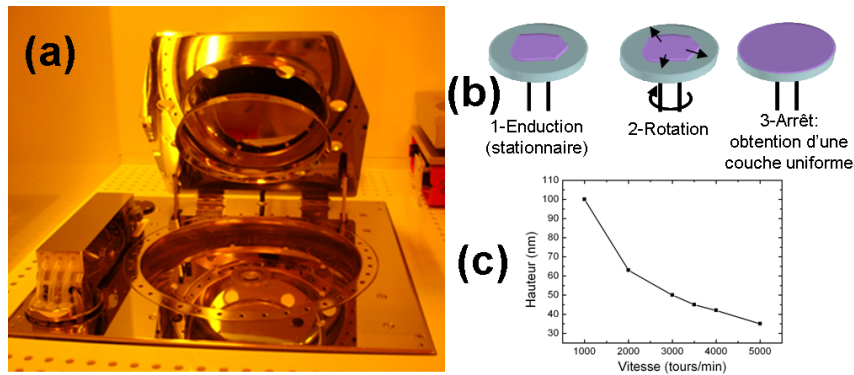 (a)
(b)
1-Enduction
(stationnaire)
2-Rotation
3-Arrêt:
obtention d'une
couche uniforme
(c)
Hauteur (nm)
110
100
90
80
70
60
50
40
30
1000
2000
3000
4000
5000
Vitesse (tours/min)